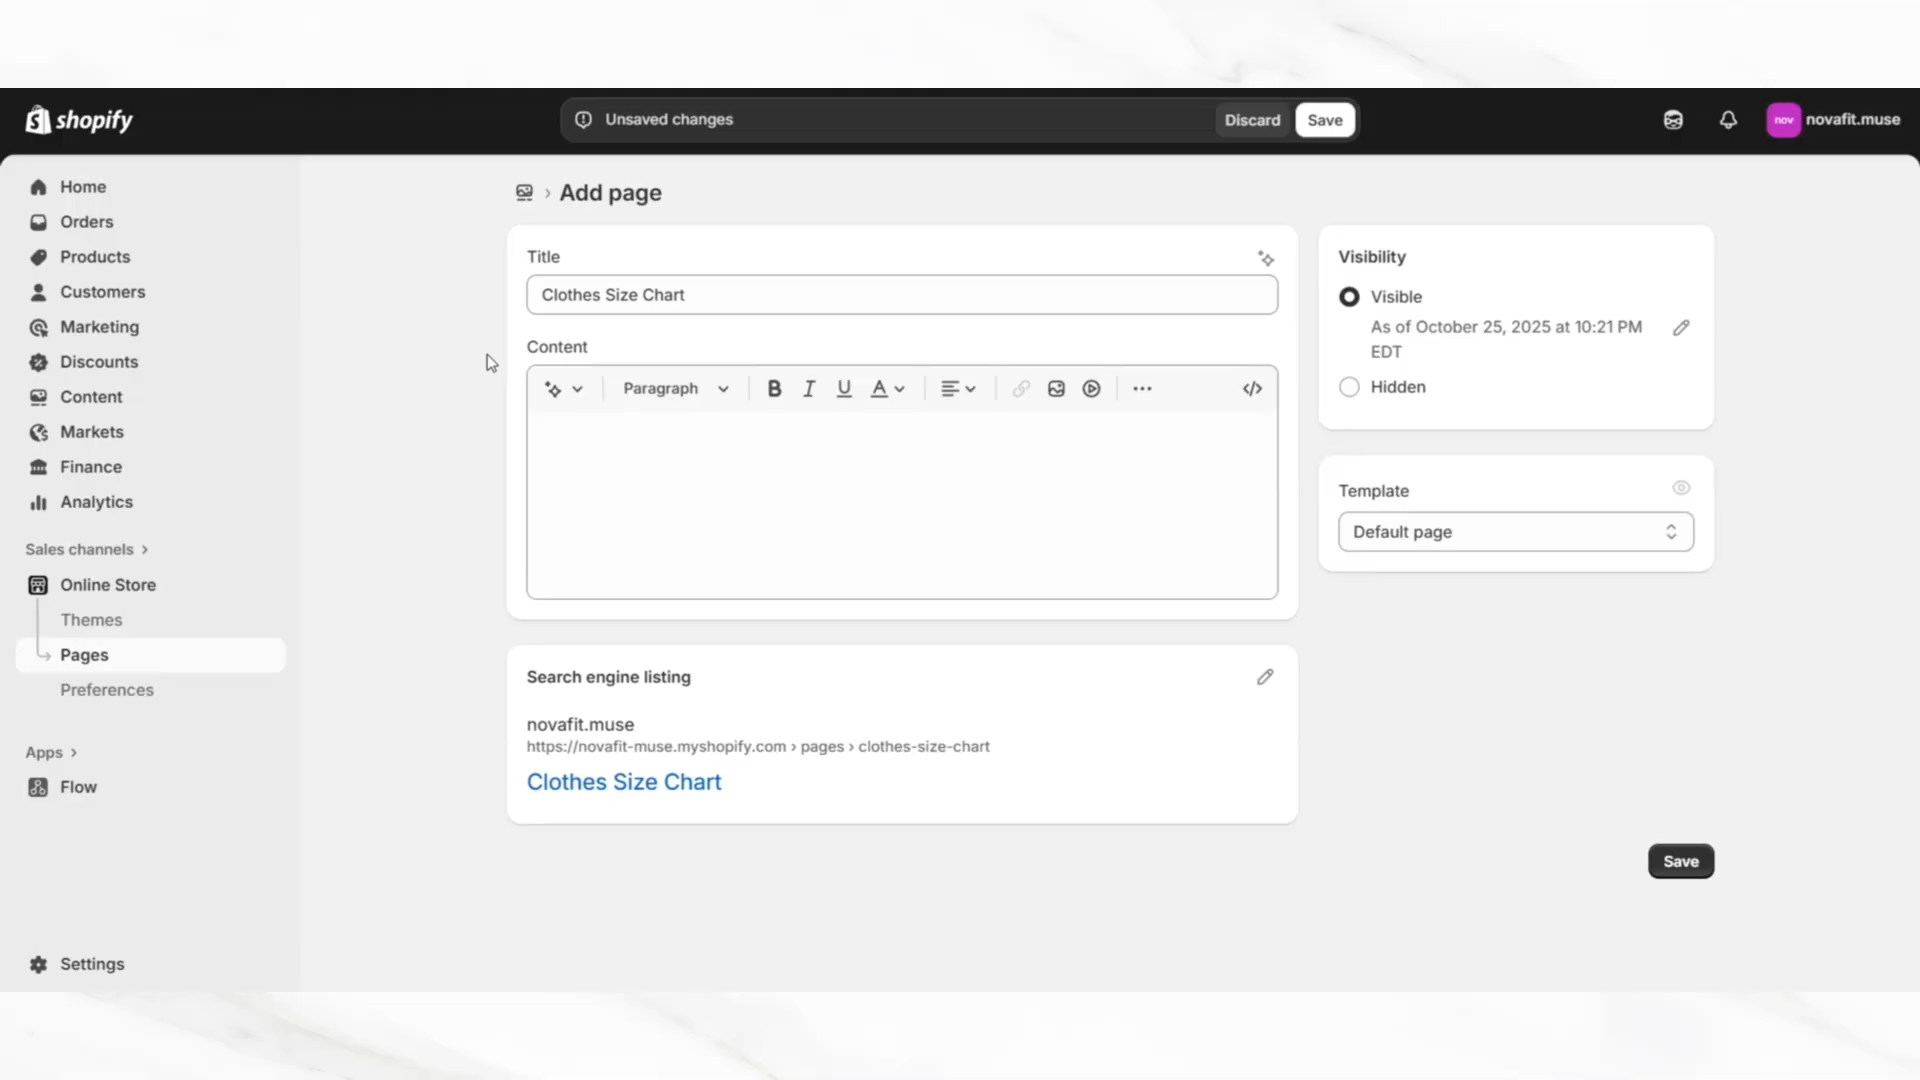 shopify
Unsaved changes
Discard
Save
nov
novafit.muse
Home
Orders
Products
Customers
Marketing
Discounts
Content
Markets
Finance
Analytics
Sales channels
Online Store
Themes
Pages
Preferences
Apps
Flow
Settings
Add page
Title
Clothes Size Chart
Content
Paragraph
B I U A
Search engine listing
novafit.muse
https://novafit-muse.myshopify.com › pages › clothes-size-chart
Clothes Size Chart
Visibility
Visible
As of October 25, 2025 at 10:21 PM
EDT
Hidden
Template
Default page
Save